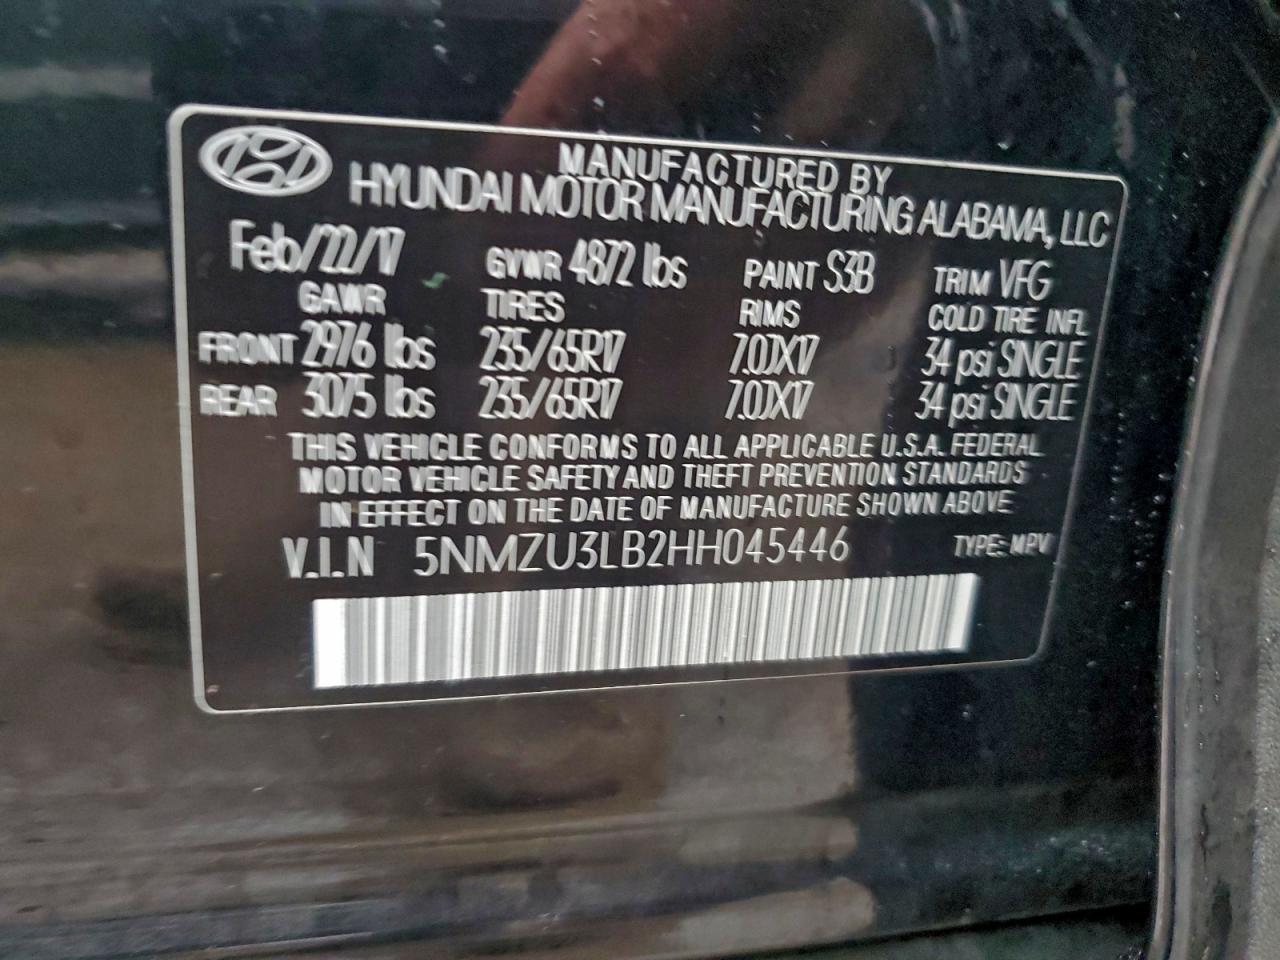 MANUFACTURED BY
HYUNDAI MOTOR MANUFACTURING ALABAMA, LLC
Feb/22/17 GVWR 4872 lbs PAINT S3B TRIM VFG
GAWR TIRES RIMS COLD TIRE INFL
FRONT 2976 lbs 235/65R17 7.0JX17 34 psi SINGLE
REAR 3075 lbs 235/65R17 7.0JX17 34 psi SINGLE
THIS VEHICLE CONFORMS TO ALL APPLICABLE U.S.A. FEDERAL
MOTOR VEHICLE SAFETY AND THEFT PREVENTION STANDARDS
IN EFFECT ON THE DATE OF MANUFACTURE SHOWN ABOVE
V.I.N 5NMZU3LB2HH045446 TYPE: MPV